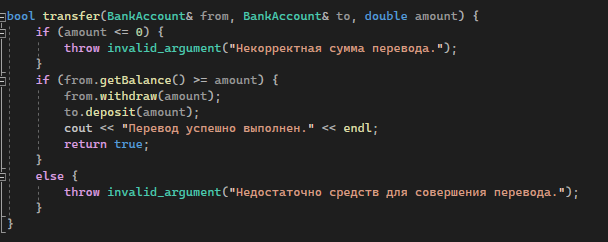 bool transfer(BankAccount& from, BankAccount& to, double amount) {
if (amount <= 0) {
throw invalid_argument("Некорректная сумма перевода.");
}
if (from.getBalance() >= amount) {
from.withdraw(amount);
to.deposit(amount);
cout << "Перевод успешно выполнен." << endl;
return true;
}
else {
throw invalid_argument("Недостаточно средств для совершения перевода.");
}
}